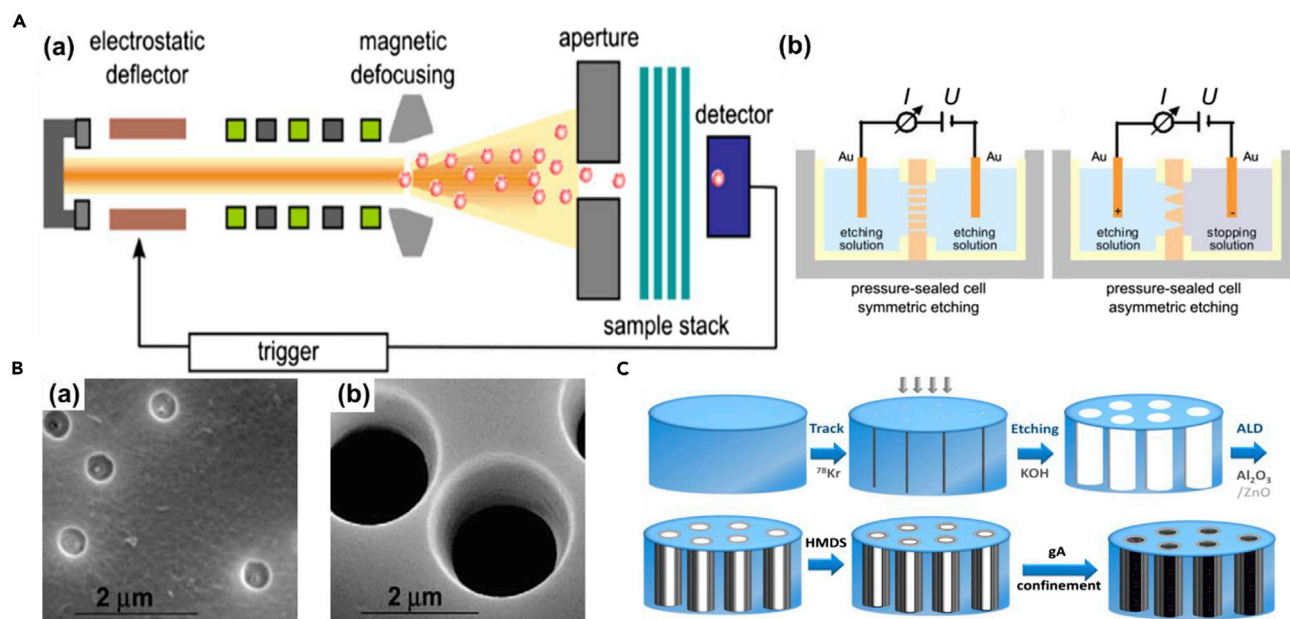 A
(a)
electrostatic
deflector
magnetic
defocusing
aperture
detector
sample stack
trigger
(b)
I U
Au Au
etching
solution
etching
solution
pressure-sealed cell
symmetric etching
I U
Au Au
+ -
etching
solution
stopping
solution
pressure-sealed cell
asymmetric etching
B
(a)
2 μm
(b)
2 μm
C
Track
⁷⁸Kr
Etching
KOH
ALD
Al₂O₃
/ZnO
HMDS
gA
confinement